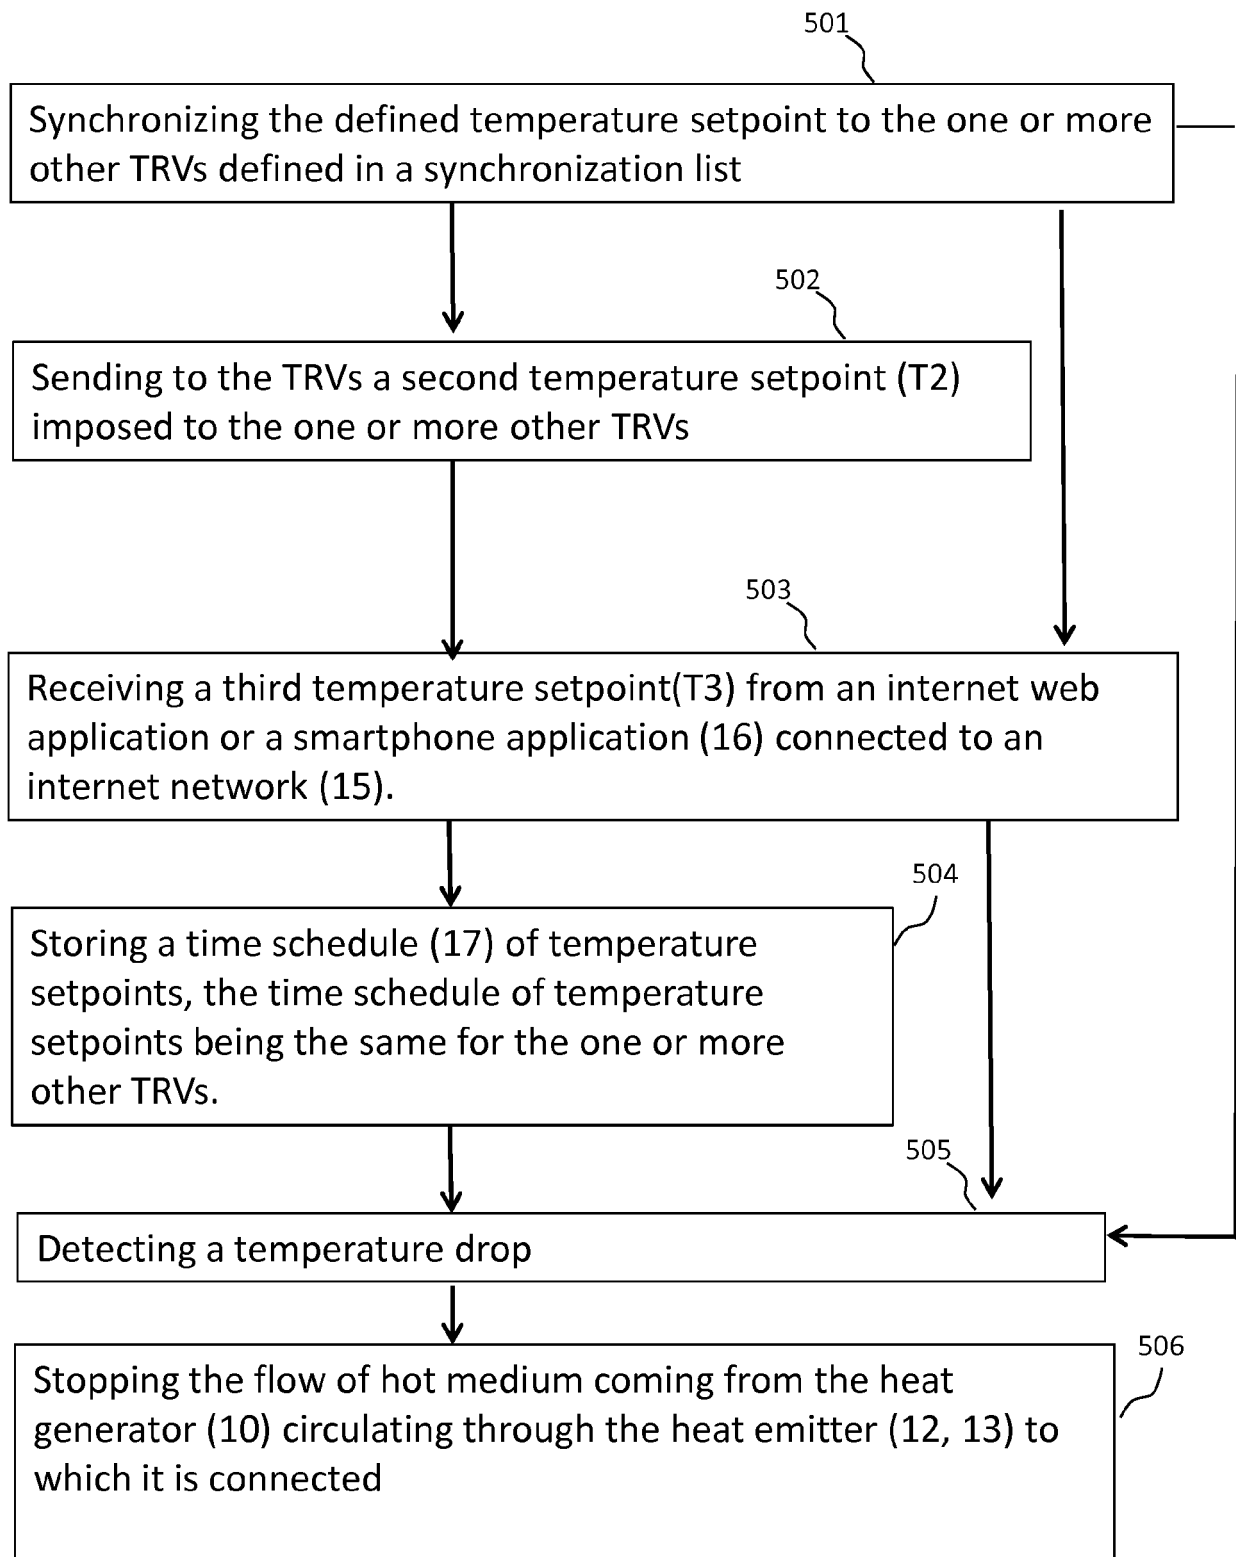 501
Synchronizing the defined temperature setpoint to the one or more
other TRVs defined in a synchronization list
502
Sending to the TRVs a second temperature setpoint (T2)
imposed to the one or more other TRVs
503
Receiving a third temperature setpoint(T3) from an internet web
application or a smartphone application (16) connected to an
internet network (15).
504
Storing a time schedule (17) of temperature
setpoints, the time schedule of temperature
setpoints being the same for the one or more
other TRVs.
505
Detecting a temperature drop
506
Stopping the flow of hot medium coming from the heat
generator (10) circulating through the heat emitter (12, 13) to
which it is connected